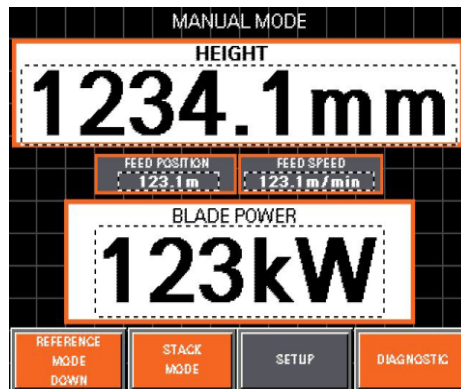 MANUAL MODE
HEIGHT
1234.1mm
FEED POSITION
123.1m
FEED SPEED
123.1m/min
BLADE POWER
123kW
REFERENCE
MODE
DOWN
STACK
MODE
SETUP
DIAGNOSTIC